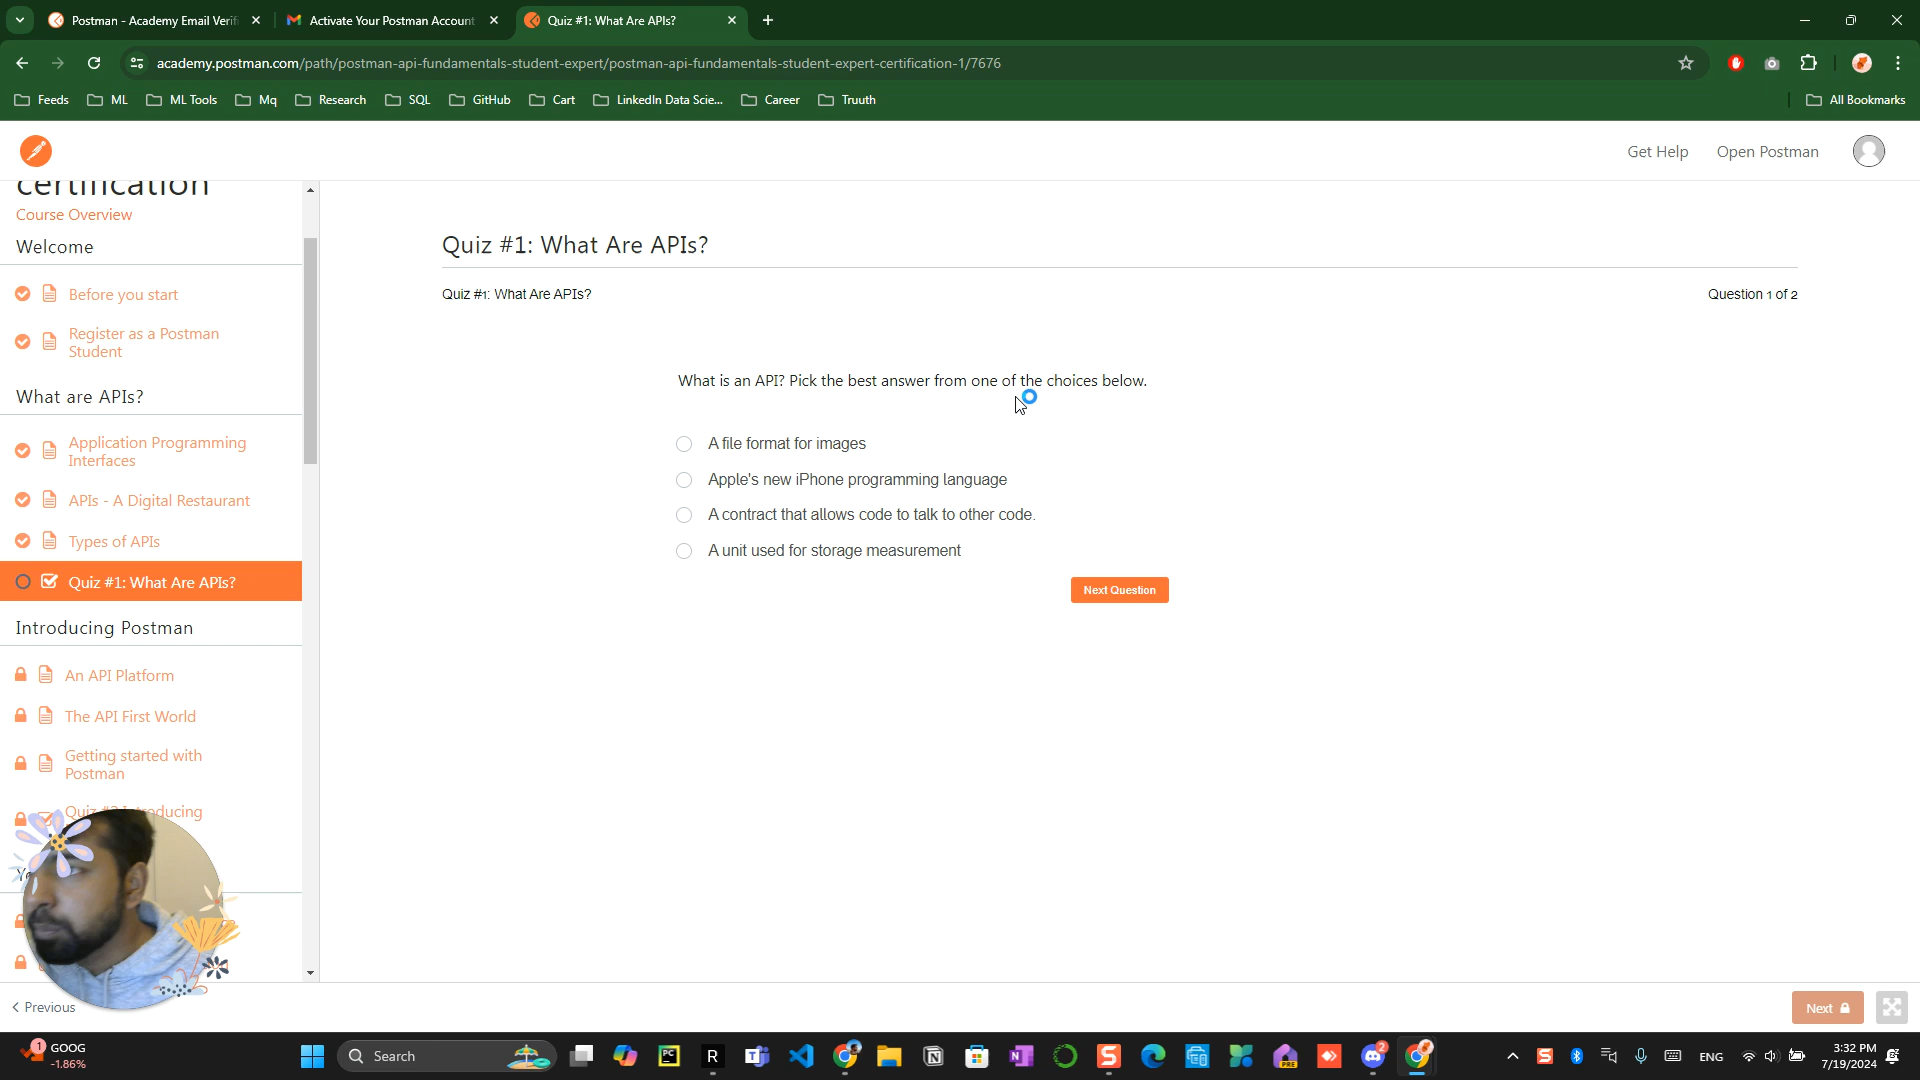 Postman - Academy Email Verifi
Activate Your Postman Account
Quiz #1: What Are APIs?
academy.postman.com/path/postman-api-fundamentals-student-expert/postman-api-fundamentals-student-expert-certification-1/7676
Feeds
ML
ML Tools
Mq
Research
SQL
GitHub
Cart
LinkedIn Data Scie...
Career
Truuth
All Bookmarks
Get Help
Open Postman
certification
Course Overview
Welcome
Before you start
Register as a Postman
Student
What are APIs?
Application Programming
Interfaces
APIs - A Digital Restaurant
Types of APIs
Quiz #1: What Are APIs?
Introducing Postman
An API Platform
The API First World
Getting started with
Postman
Previous
Quiz #1: What Are APIs?
Quiz #1: What Are APIs?
Question 1 of 2
What is an API? Pick the best answer from one of the choices below.
A file format for images
Apple's new iPhone programming language
A contract that allows code to talk to other code.
A unit used for storage measurement
Next Question
Next
1
GOOG
-1.86%
Search
PC
R
T
N
N
S
PRE
2
S
ENG
3:32 PM
7/19/2024